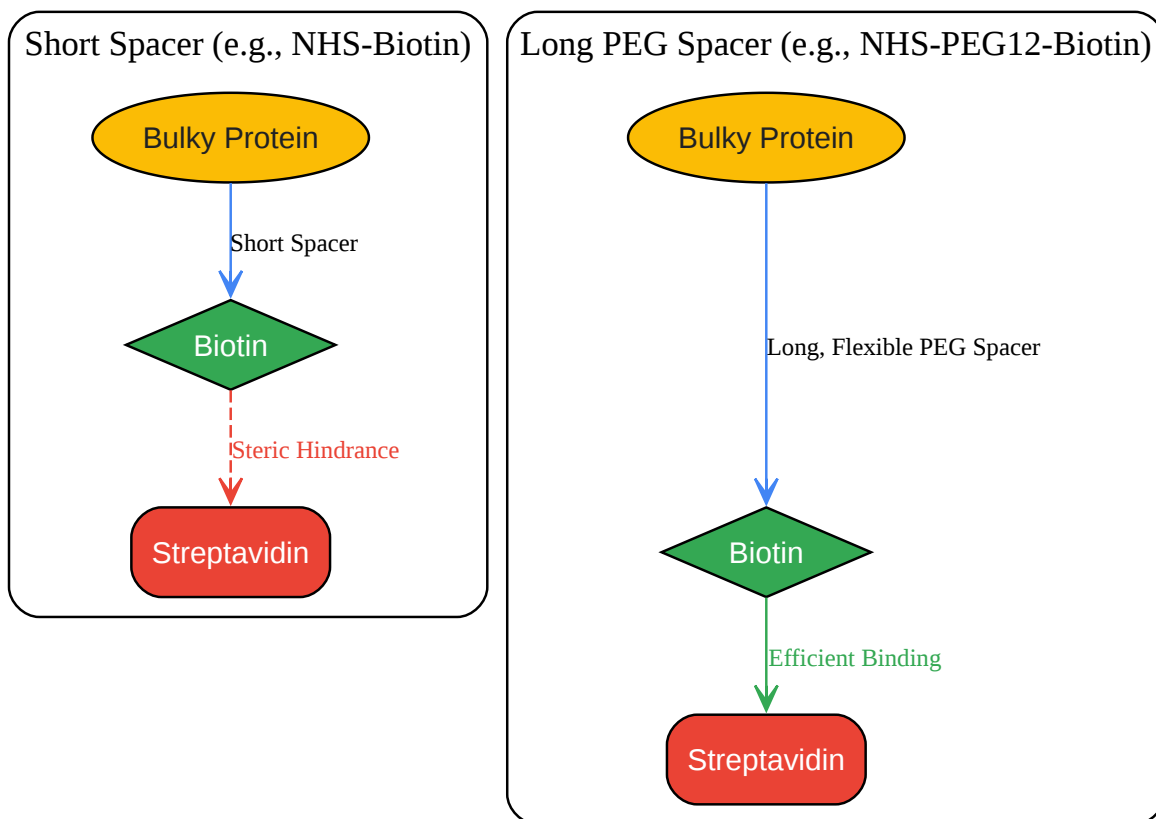 Short Spacer (e.g., NHS-Biotin)
Bulky Protein
Short Spacer
Biotin
Steric Hindrance
Streptavidin
Long PEG Spacer (e.g., NHS-PEG12-Biotin)
Bulky Protein
Long, Flexible PEG Spacer
Biotin
Efficient Binding
Streptavidin